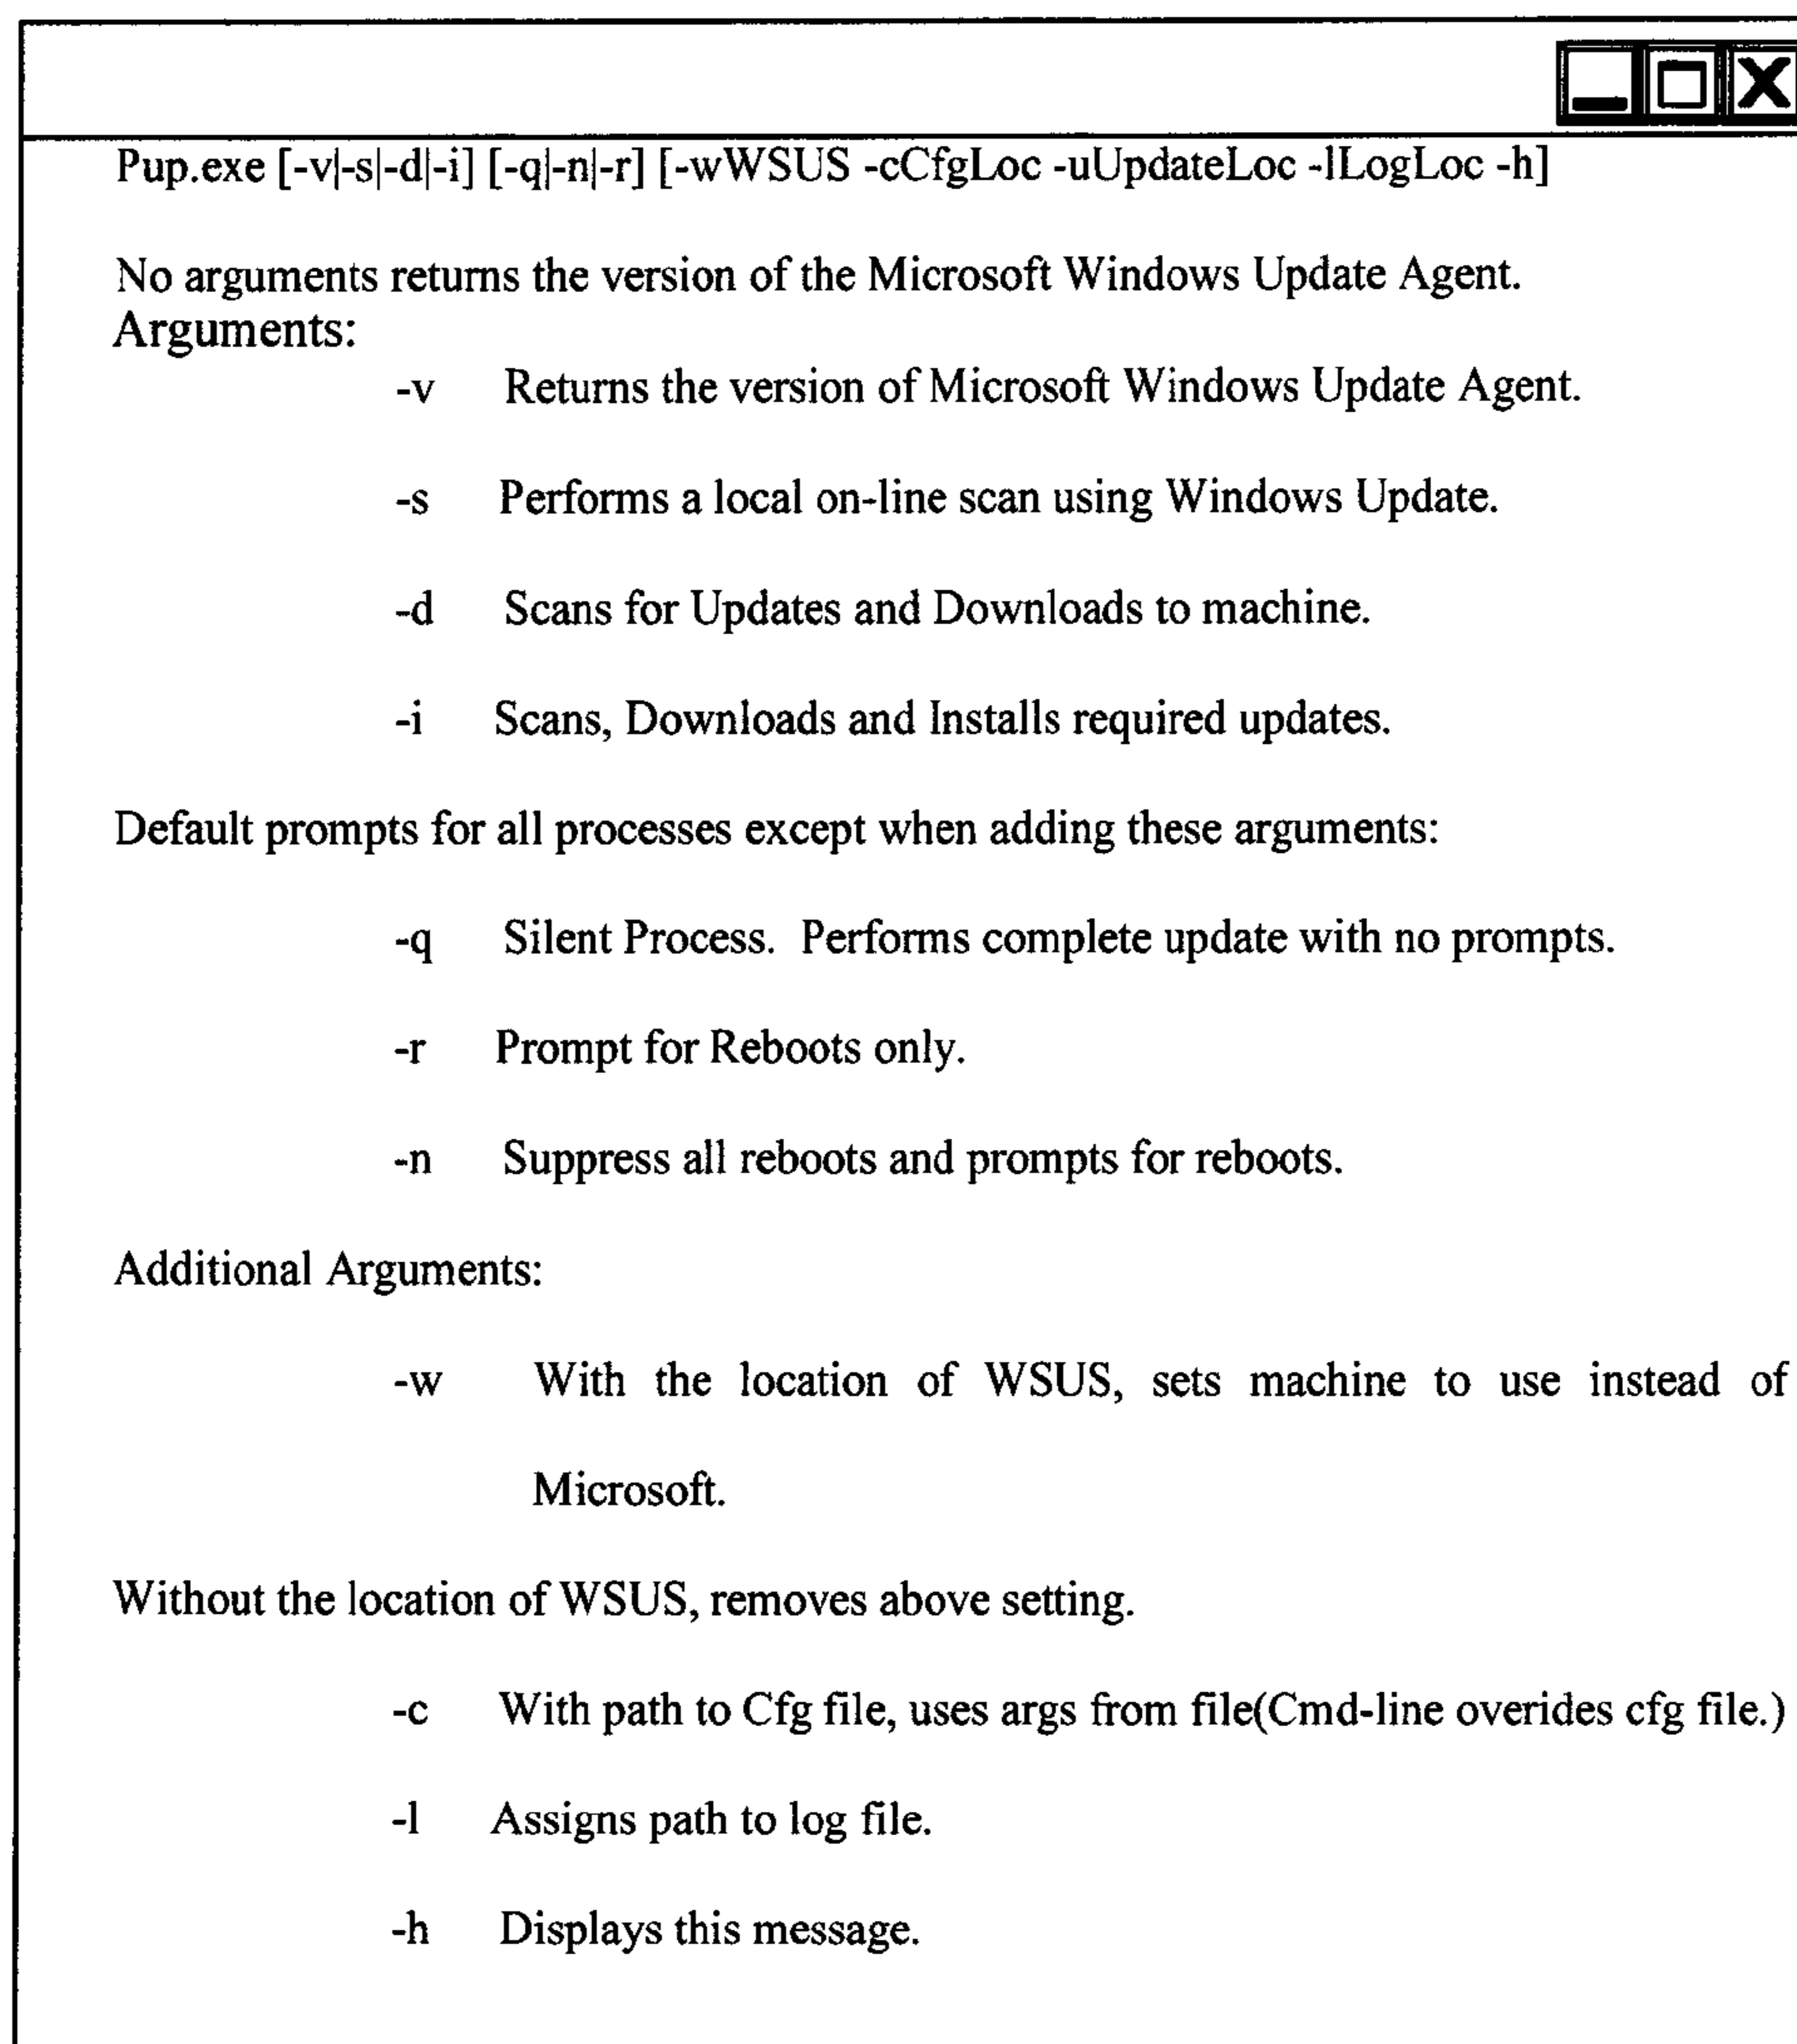 Pup.exe [-v|-s|-d|-i] [-q|-n|-r] [-wWSUS -cCfgLoc -uUpdateLoc -lLogLoc -h]
No arguments returns the version of the Microsoft Windows Update Agent.
Arguments:
-v Returns the version of Microsoft Windows Update Agent.
-s Performs a local on-line scan using Windows Update.
-d Scans for Updates and Downloads to machine.
-i Scans, Downloads and Installs required updates.
Default prompts for all processes except when adding these arguments:
-q Silent Process. Performs complete update with no prompts.
-r Prompt for Reboots only.
-n Suppress all reboots and prompts for reboots.
Additional Arguments:
-w With the location of WSUS, sets machine to use instead of
Microsoft.
Without the location of WSUS, removes above setting.
-c With path to Cfg file, uses args from file(Cmd-line overides cfg file.)
-l Assigns path to log file.
-h Displays this message.